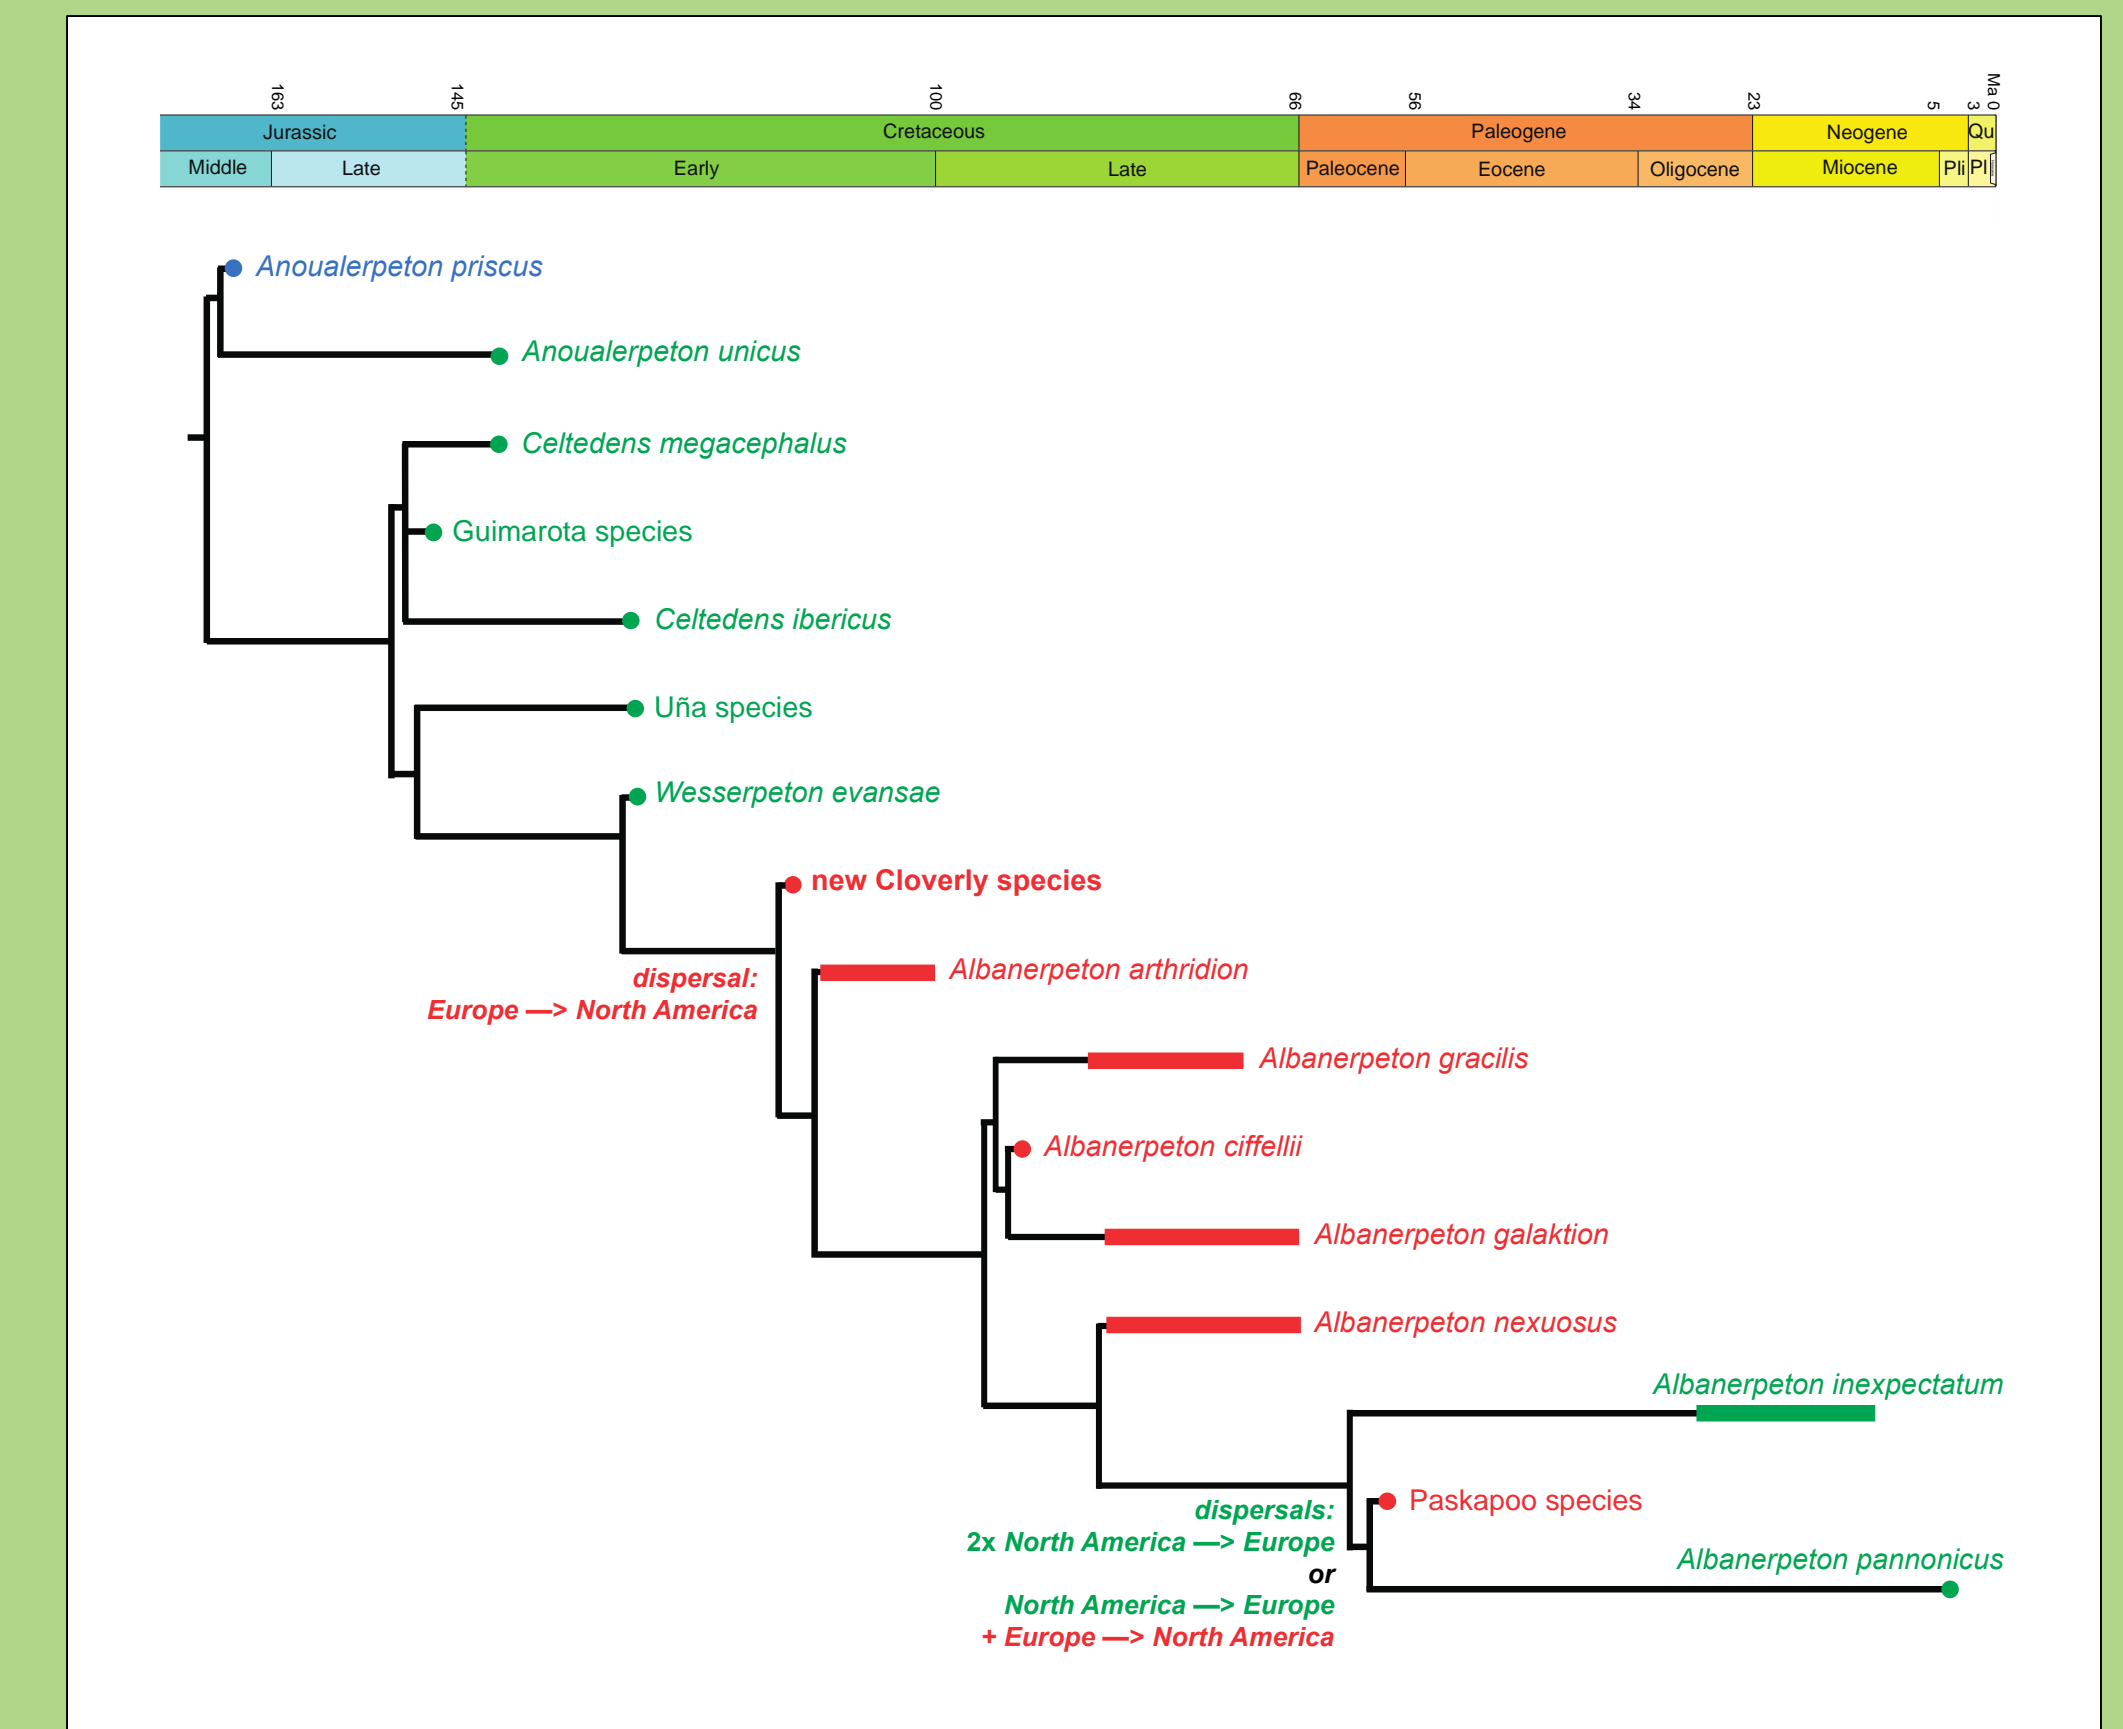 163
145
100
66
56
34
23
5
3
Ma 0
Jurassic
Cretaceous
Paleogene
Neogene
Qu
Middle
Late
Early
Late
Paleocene
Eocene
Oligocene
Miocene
Pli
Pl
Anoualerpeton priscus
Anoualerpeton unicus
Celtedens megacephalus
Guimarota species
Celtedens ibericus
Uña species
Wesserpeton evansae
new Cloverly species
Albanerpeton arthridion
dispersal:
Europe —> North America
Albanerpeton gracilis
Albanerpeton ciffellii
Albanerpeton galaktion
Albanerpeton nexuosus
Albanerpeton inexpectatum
Paskapoo species
dispersals:
2x North America —> Europe
or
North America —> Europe
+ Europe —> North America
Albanerpeton pannonicus